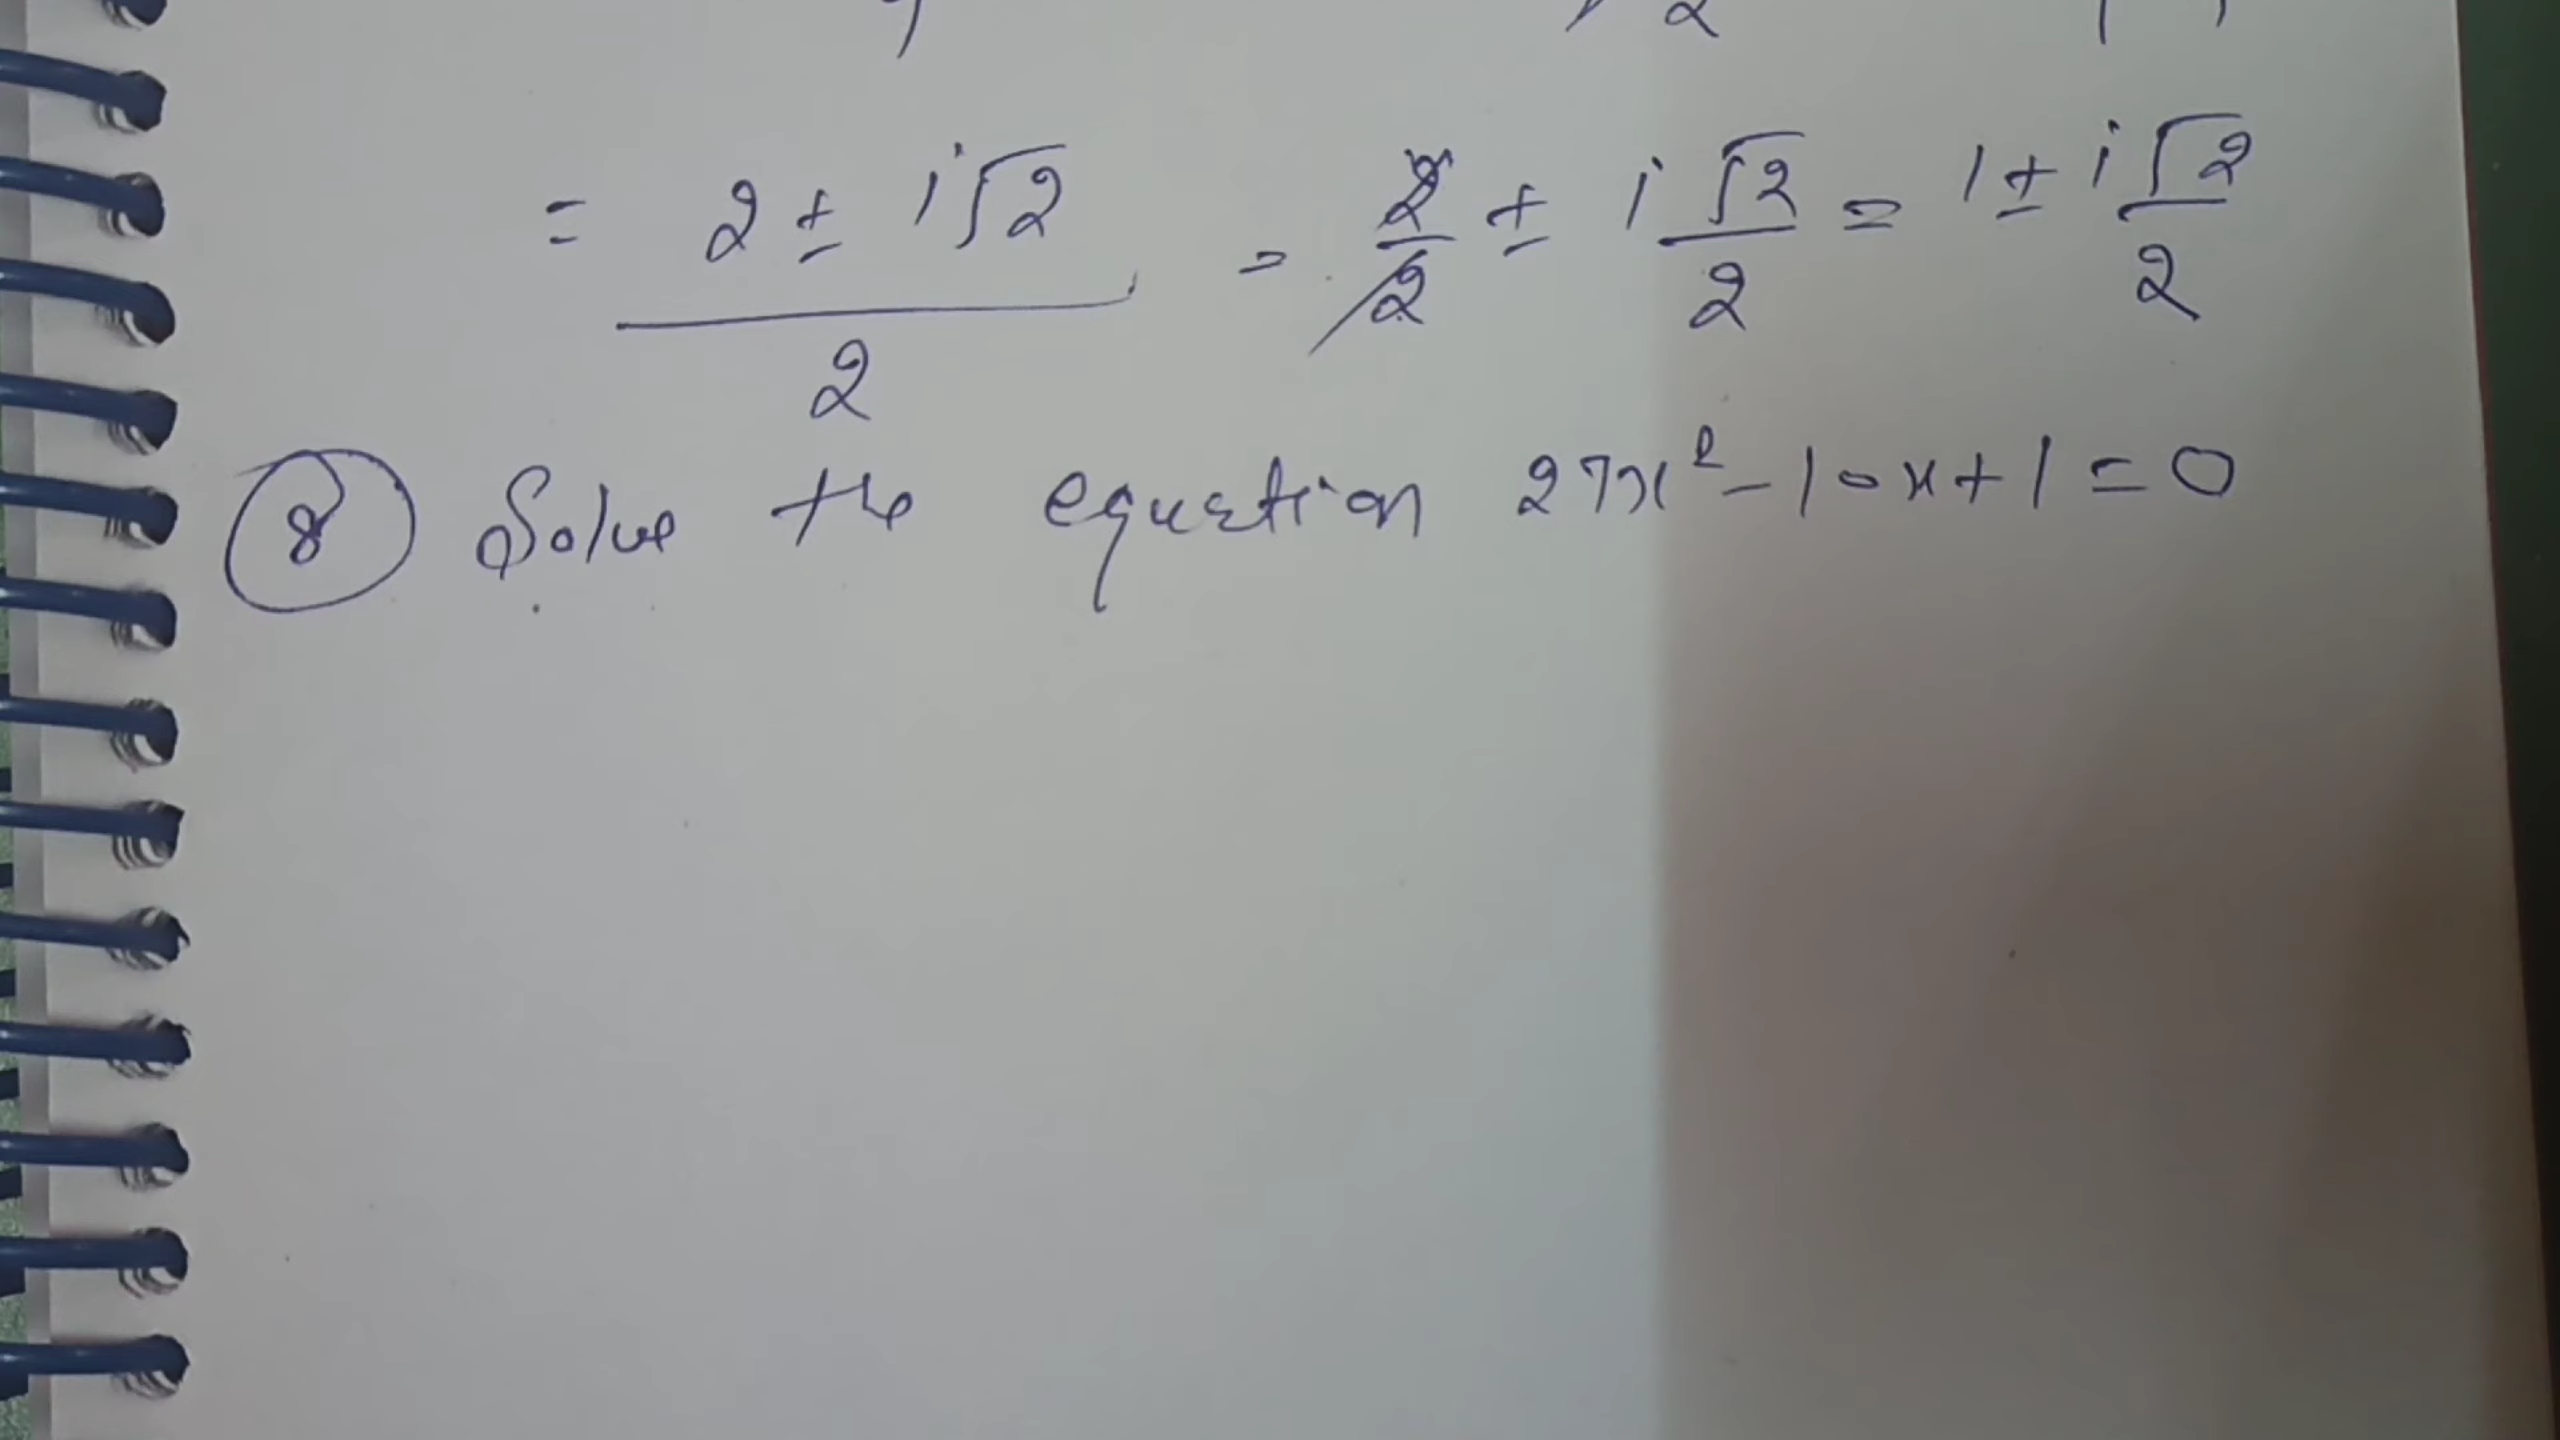 = (2 ± i√2)/2 = 2/2 ± i √2/2 = 1 ± i √2/2
⑧ Solve the equation 27x² - 10x + 1 = 0